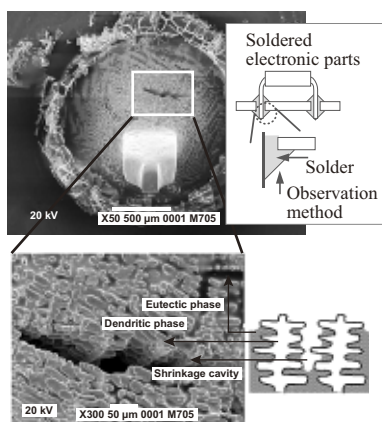 Soldered
electronic parts
Solder
Observation
method
20 kV
X50 500 µm 0001 M705
Eutectic phase
Dendritic phase
Shrinkage cavity
20 kV
X300 50 µm 0001 M705